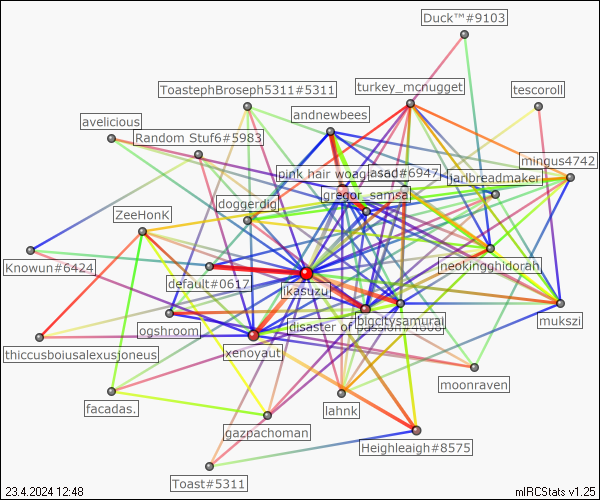 Duck™#9103
ToastephBroseph5311#5311
turkey_mcnugget
tescoroll
avelicious
andnewbees
Random Stuf6#5983
mingus4742
pink hair woag
asad#6947
jarlbreadmaker
gregor_samsa
doggerdig
ZeeHonK
Knowun#6424
neokingghidorah
default#0617
ikasuzu
ogshroom
disaster of passion
bigcitysamurai
mukszi
xenoyaut
thiccusboiusalexusjoneus
moonraven
facadas.
lahnk
gazpachoman
Heighleaigh#8575
Toast#5311
23.4.2024 12:48
mIRCStats v1.25